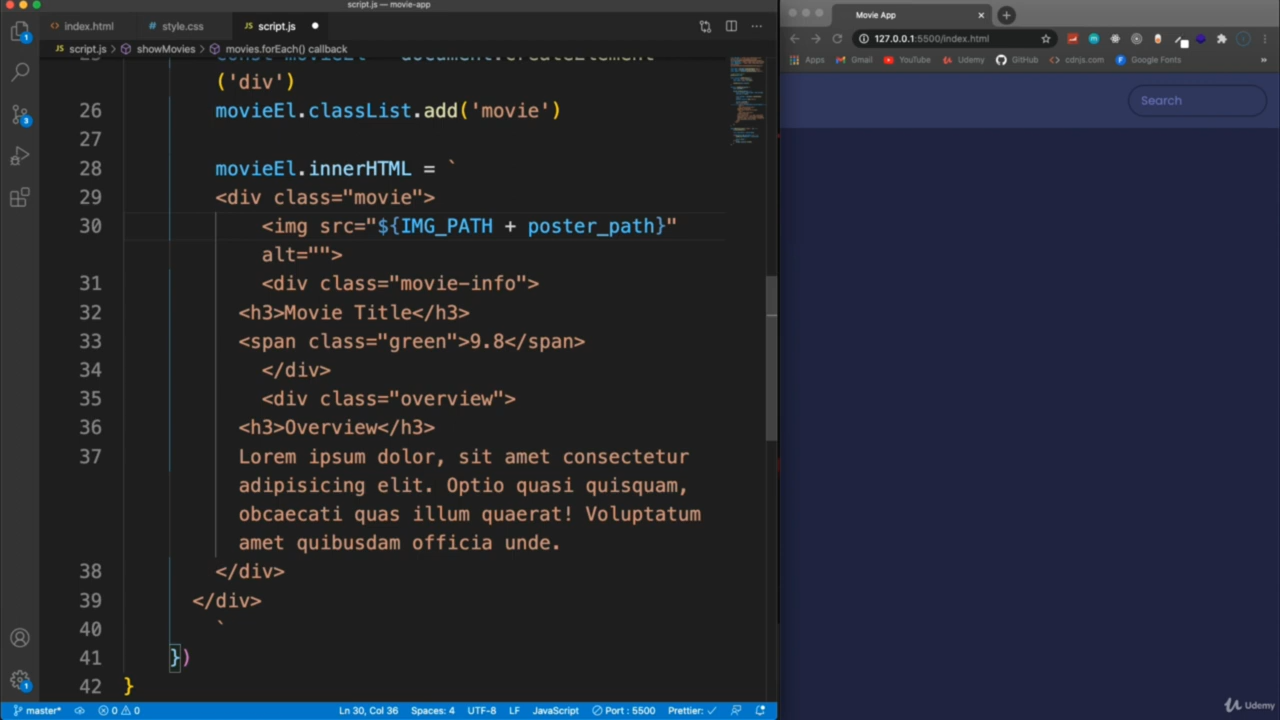 script.js — movie-app
index.html
style.css
script.js
script.js > showMovies > movies.forEach() callback
const movieEl = document.createElement
('div')
26 movieEl.classList.add('movie')
27
28 movieEl.innerHTML = `
29 <div class="movie">
30 <img src="${IMG_PATH + poster_path}"
alt="">
31 <div class="movie-info">
32 <h3>Movie Title</h3>
33 <span class="green">9.8</span>
34 </div>
35 <div class="overview">
36 <h3>Overview</h3>
37 Lorem ipsum dolor, sit amet consectetur
adipisicing elit. Optio quasi quisquam,
obcaecati quas illum quaerat! Voluptatum
amet quibusdam officia unde.
38 </div>
39 </div>
40 `
41 })
42 }
master* 0 0 Ln 30, Col 36 Spaces: 4 UTF-8 LF JavaScript Port : 5500 Prettier: ✓
Movie App
127.0.0.1:5500/index.html
Apps Gmail YouTube Udemy GitHub cdnjs.com Google Fonts »
Search
Udemy